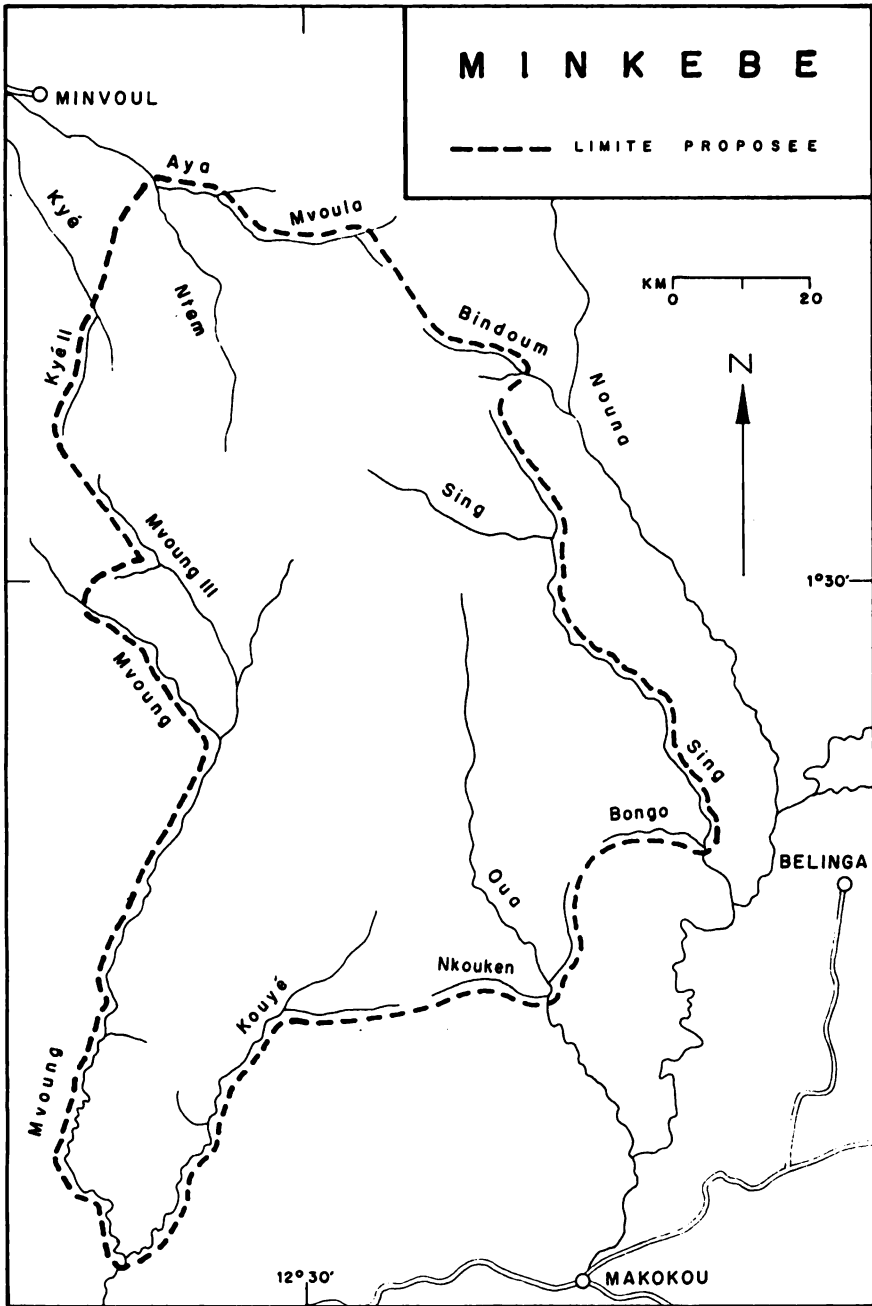 MINKEBE
LIMITE PROPOSEE
MINVOUL
Aya
Kyé
Mvoula
KM
0 20
Ntem
Bindoum
Kyé II
N
Nouna
Sing
Mvoung III
1°30'
Mvoung
Sing
Bongo
BELINGA
Oua
Nkouken
Kouyé
Mvoung
12°30'
MAKOKOU